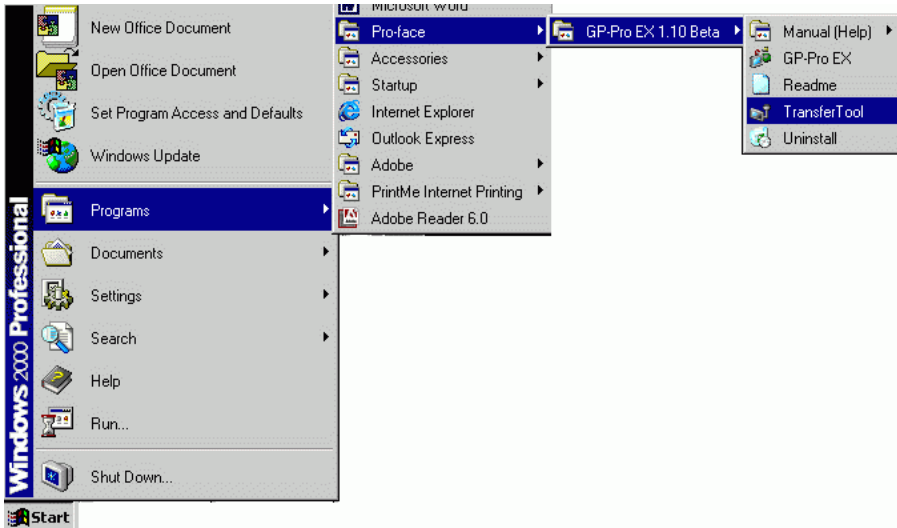 New Office Document
Open Office Document
Set Program Access and Defaults
Windows Update
Programs
Documents
Settings
Search
Help
Run...
Shut Down...
Windows 2000 Professional
Start
Microsoft Word
Pro-face
Accessories
Startup
Internet Explorer
Outlook Express
Adobe
PrintMe Internet Printing
Adobe Reader 6.0
GP-Pro EX 1.10 Beta
Manual (Help)
GP-Pro EX
Readme
TransferTool
Uninstall